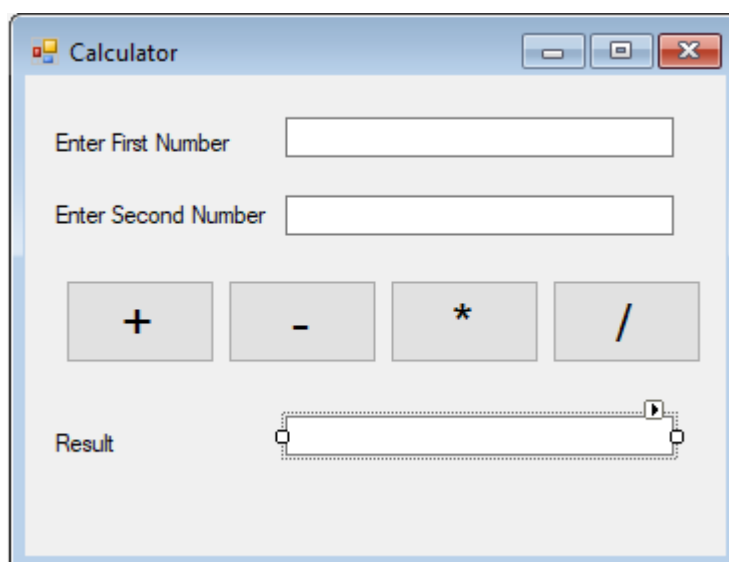 Calculator
Enter First Number
Enter Second Number
+ - * /
Result